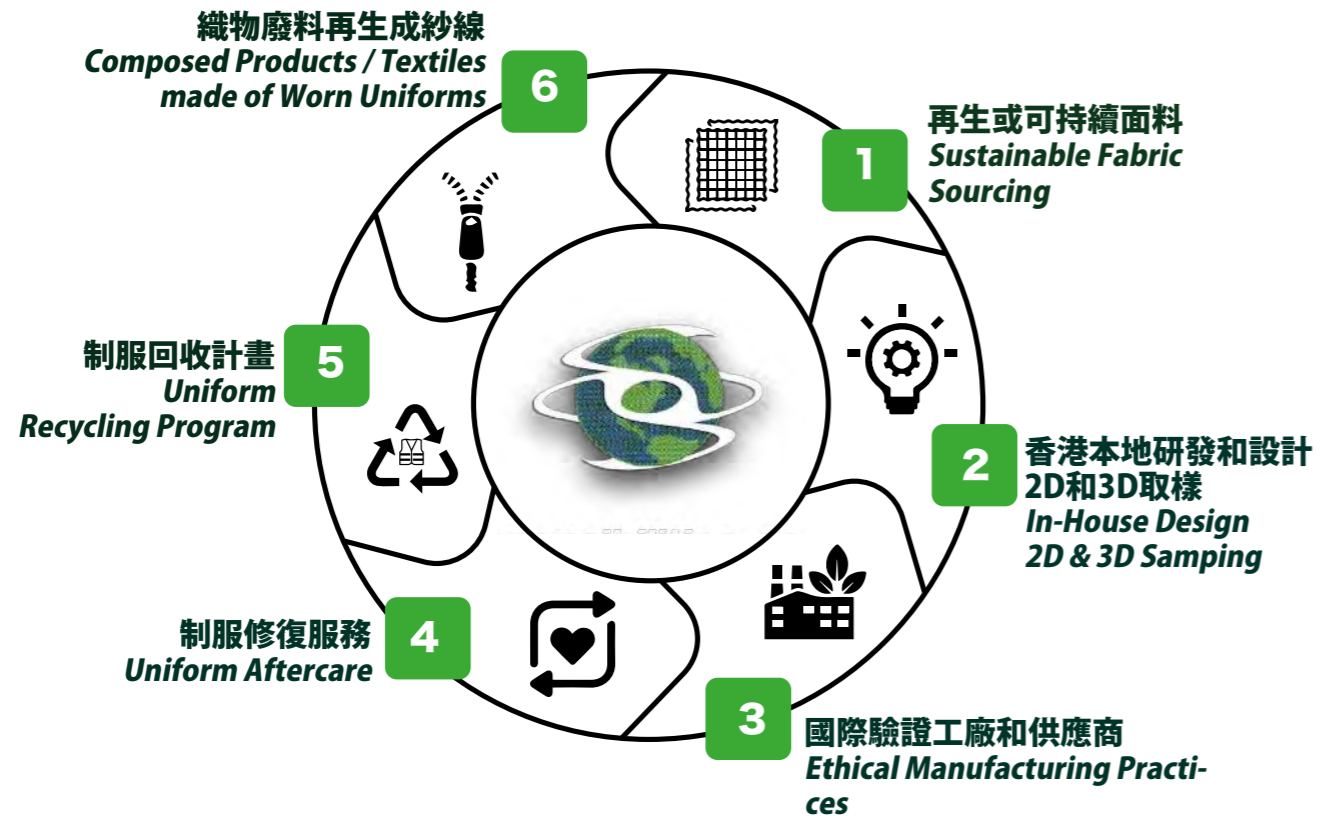 1
再生或可持續面料
Sustainable Fabric
Sourcing
2
香港本地研發和設計
2D和3D取樣
In-House Design
2D & 3D Samping
3
國際驗證工廠和供應商
Ethical Manufacturing Practi-
ces
4
制服修復服務
Uniform Aftercare
5
制服回收計畫
Uniform
Recycling Program
6
織物廢料再生成紗線
Composed Products / Textiles
made of Worn Uniforms